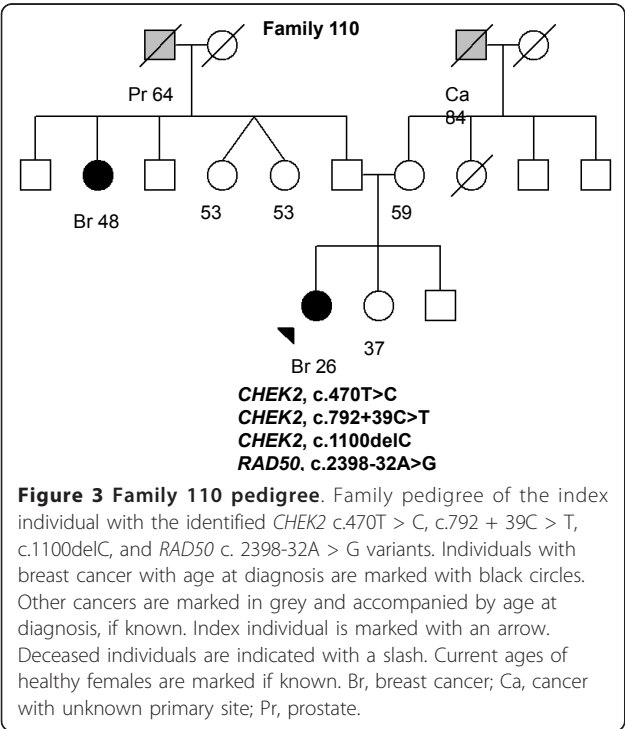 Family 110
Pr 64
Ca
84
Br 48
53
53
59
Br 26
37
CHEK2, c.470T>C
CHEK2, c.792+39C>T
CHEK2, c.1100delC
RAD50, c.2398-32A>G
Figure 3 Family 110 pedigree. Family pedigree of the index
individual with the identified CHEK2 c.470T > C, c.792 + 39C > T,
c.1100delC, and RAD50 c. 2398-32A > G variants. Individuals with
breast cancer with age at diagnosis are marked with black circles.
Other cancers are marked in grey and accompanied by age at
diagnosis, if known. Index individual is marked with an arrow.
Deceased individuals are indicated with a slash. Current ages of
healthy females are marked if known. Br, breast cancer; Ca, cancer
with unknown primary site; Pr, prostate.